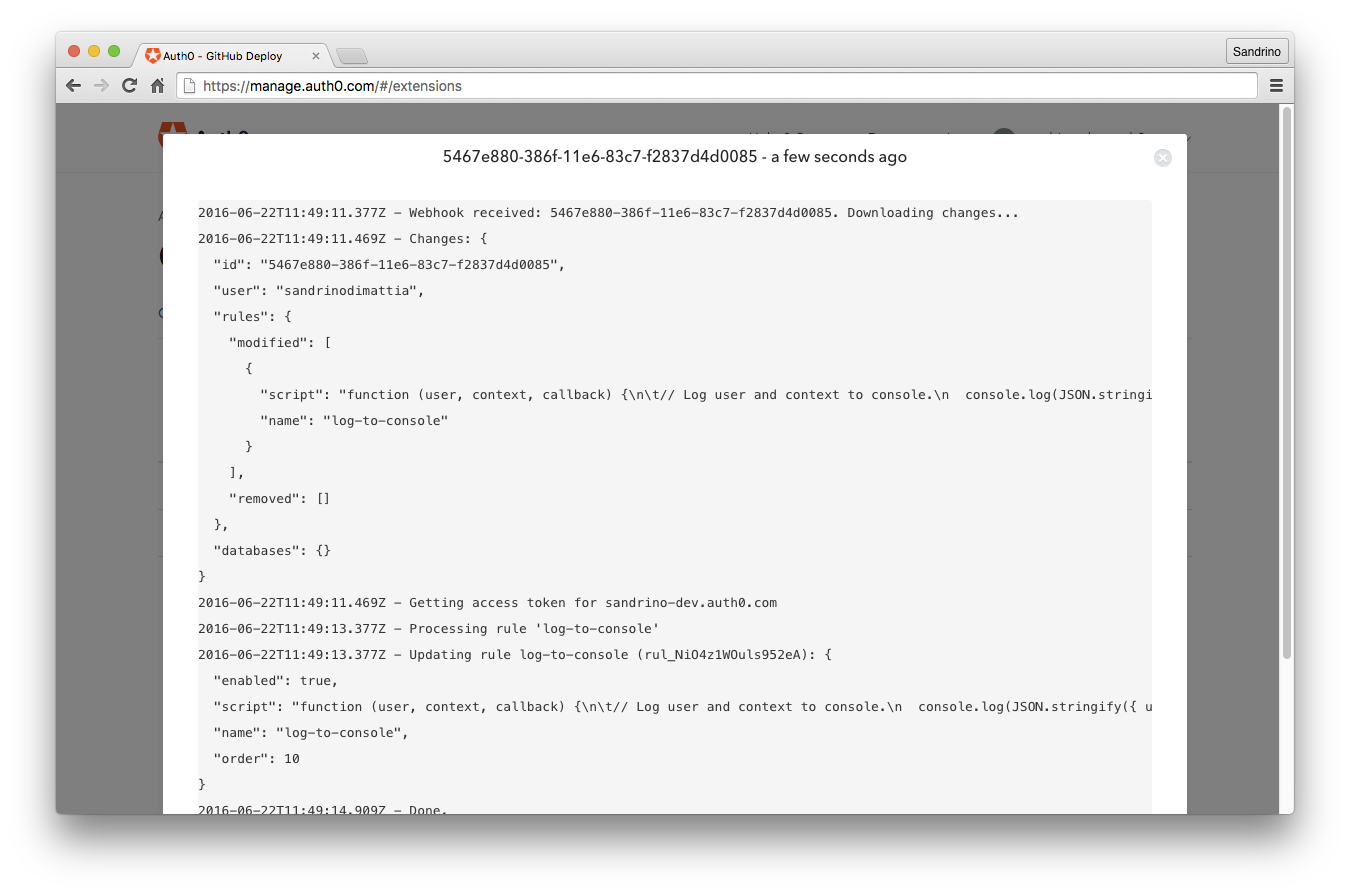 Auth0 - GitHub Deploy
Sandrino
https://manage.auth0.com/#/extensions
5467e880-386f-11e6-83c7-f2837d4d0085 - a few seconds ago
2016-06-22T11:49:11.377Z - Webhook received: 5467e880-386f-11e6-83c7-f2837d4d0085. Downloading changes...
2016-06-22T11:49:11.469Z - Changes: {
"id": "5467e880-386f-11e6-83c7-f2837d4d0085",
"user": "sandrinodimattia",
"rules": {
"modified": [
{
"script": "function (user, context, callback) {\n\t// Log user and context to console.\n  console.log(JSON.stringi
"name": "log-to-console"
}
],
"removed": []
},
"databases": {}
}
2016-06-22T11:49:11.469Z - Getting access token for sandrino-dev.auth0.com
2016-06-22T11:49:13.377Z - Processing rule 'log-to-console'
2016-06-22T11:49:13.377Z - Updating rule log-to-console (rul_NiO4z1WOuls952eA): {
"enabled": true,
"script": "function (user, context, callback) {\n\t// Log user and context to console.\n  console.log(JSON.stringify({ u
"name": "log-to-console",
"order": 10
}
2016-06-22T11:49:14.909Z - Done.